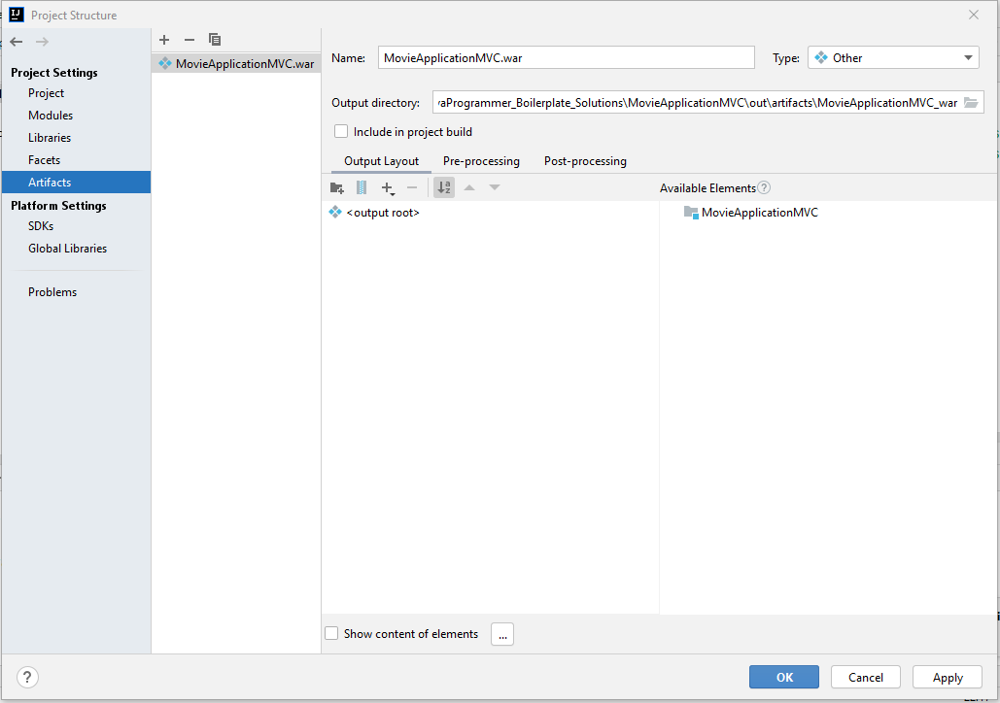 Project Structure
Project Settings
Project
Modules
Libraries
Facets
Artifacts
Platform Settings
SDKs
Global Libraries
Problems
MovieApplicationMVC.war
Name: MovieApplicationMVC.war Type: Other
Output directory: aProgrammer_Boilerplate_Solutions\MovieApplicationMVC\out\artifacts\MovieApplicationMVC_war
Include in project build
Output Layout Pre-processing Post-processing
Available Elements ?
<output root>
MovieApplicationMVC
Show content of elements ...
? OK Cancel Apply